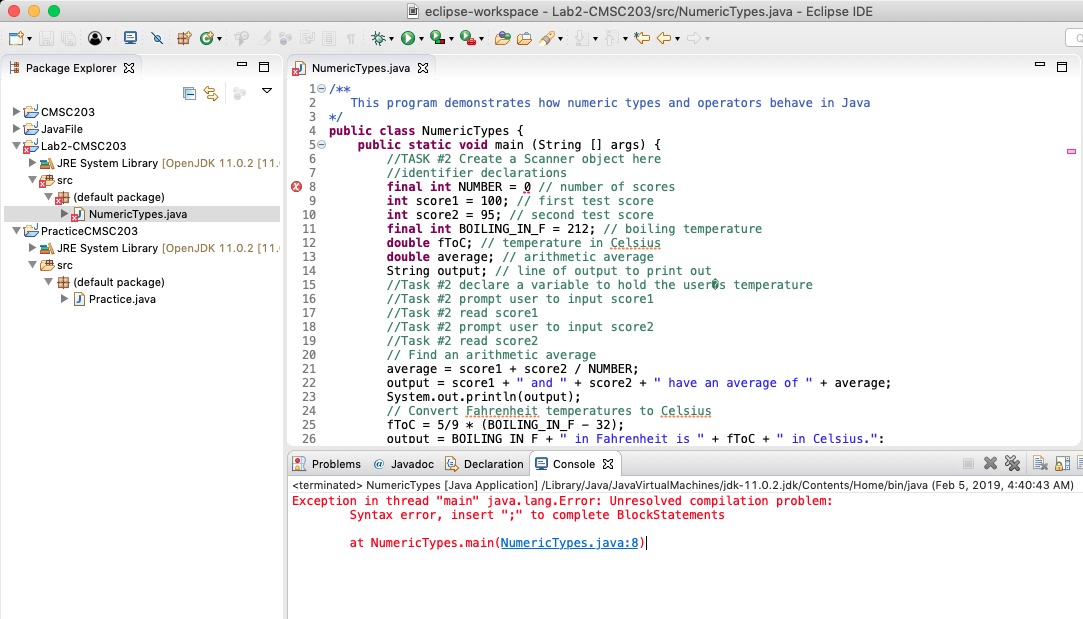 eclipse-workspace - Lab2-CMSC203/src/NumericTypes.java - Eclipse IDE
Package Explorer
CMSC203
JavaFile
Lab2-CMSC203
JRE System Library [OpenJDK 11.0.2 [11.
src
(default package)
NumericTypes.java
PracticeCMSC203
JRE System Library [OpenJDK 11.0.2 [11.
src
(default package)
Practice.java
NumericTypes.java
1 /**
2    This program demonstrates how numeric types and operators behave in Java
3 */
4 public class NumericTypes {
5     public static void main (String [] args) {
6         //TASK #2 Create a Scanner object here
7         //identifier declarations
8         final int NUMBER = 0 // number of scores
9         int score1 = 100; // first test score
10         int score2 = 95; // second test score
11         final int BOILING_IN_F = 212; // boiling temperature
12         double fToC; // temperature in Celsius
13         double average; // arithmetic average
14         String output; // line of output to print out
15         //Task #2 declare a variable to hold the user�s temperature
16         //Task #2 prompt user to input score1
17         //Task #2 read score1
18         //Task #2 prompt user to input score2
19         //Task #2 read score2
20         // Find an arithmetic average
21         average = score1 + score2 / NUMBER;
22         output = score1 + " and " + score2 + " have an average of " + average;
23         System.out.println(output);
24         // Convert Fahrenheit temperatures to Celsius
25         fToC = 5/9 * (BOILING_IN_F - 32);
26         output = BOILING_IN_F + " in Fahrenheit is " + fToC + " in Celsius.";
Problems @ Javadoc Declaration Console
<terminated> NumericTypes [Java Application] /Library/Java/JavaVirtualMachines/jdk-11.0.2.jdk/Contents/Home/bin/java (Feb 5, 2019, 4:40:43 AM)
Exception in thread "main" java.lang.Error: Unresolved compilation problem:
        Syntax error, insert ";" to complete BlockStatements
        at NumericTypes.main(NumericTypes.java:8)